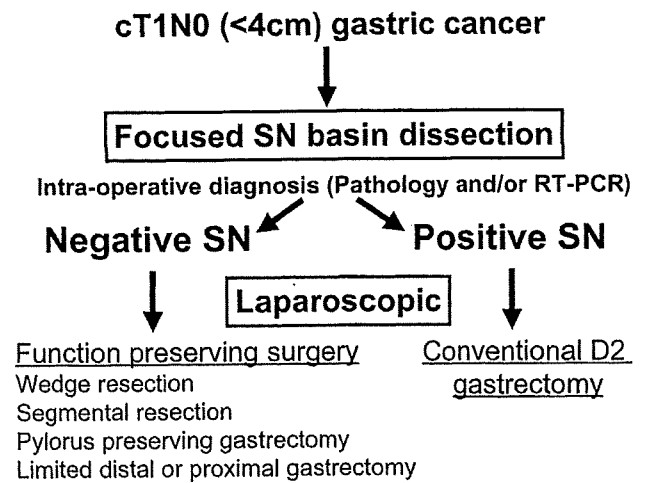 cT1N0 (<4cm) gastric cancer
Focused SN basin dissection
Intra-operative diagnosis (Pathology and/or RT-PCR)
Negative SN
Positive SN
Laparoscopic
Function preserving surgery
Wedge resection
Segmental resection
Pylorus preserving gastrectomy
Limited distal or proximal gastrectomy
Conventional D2
gastrectomy